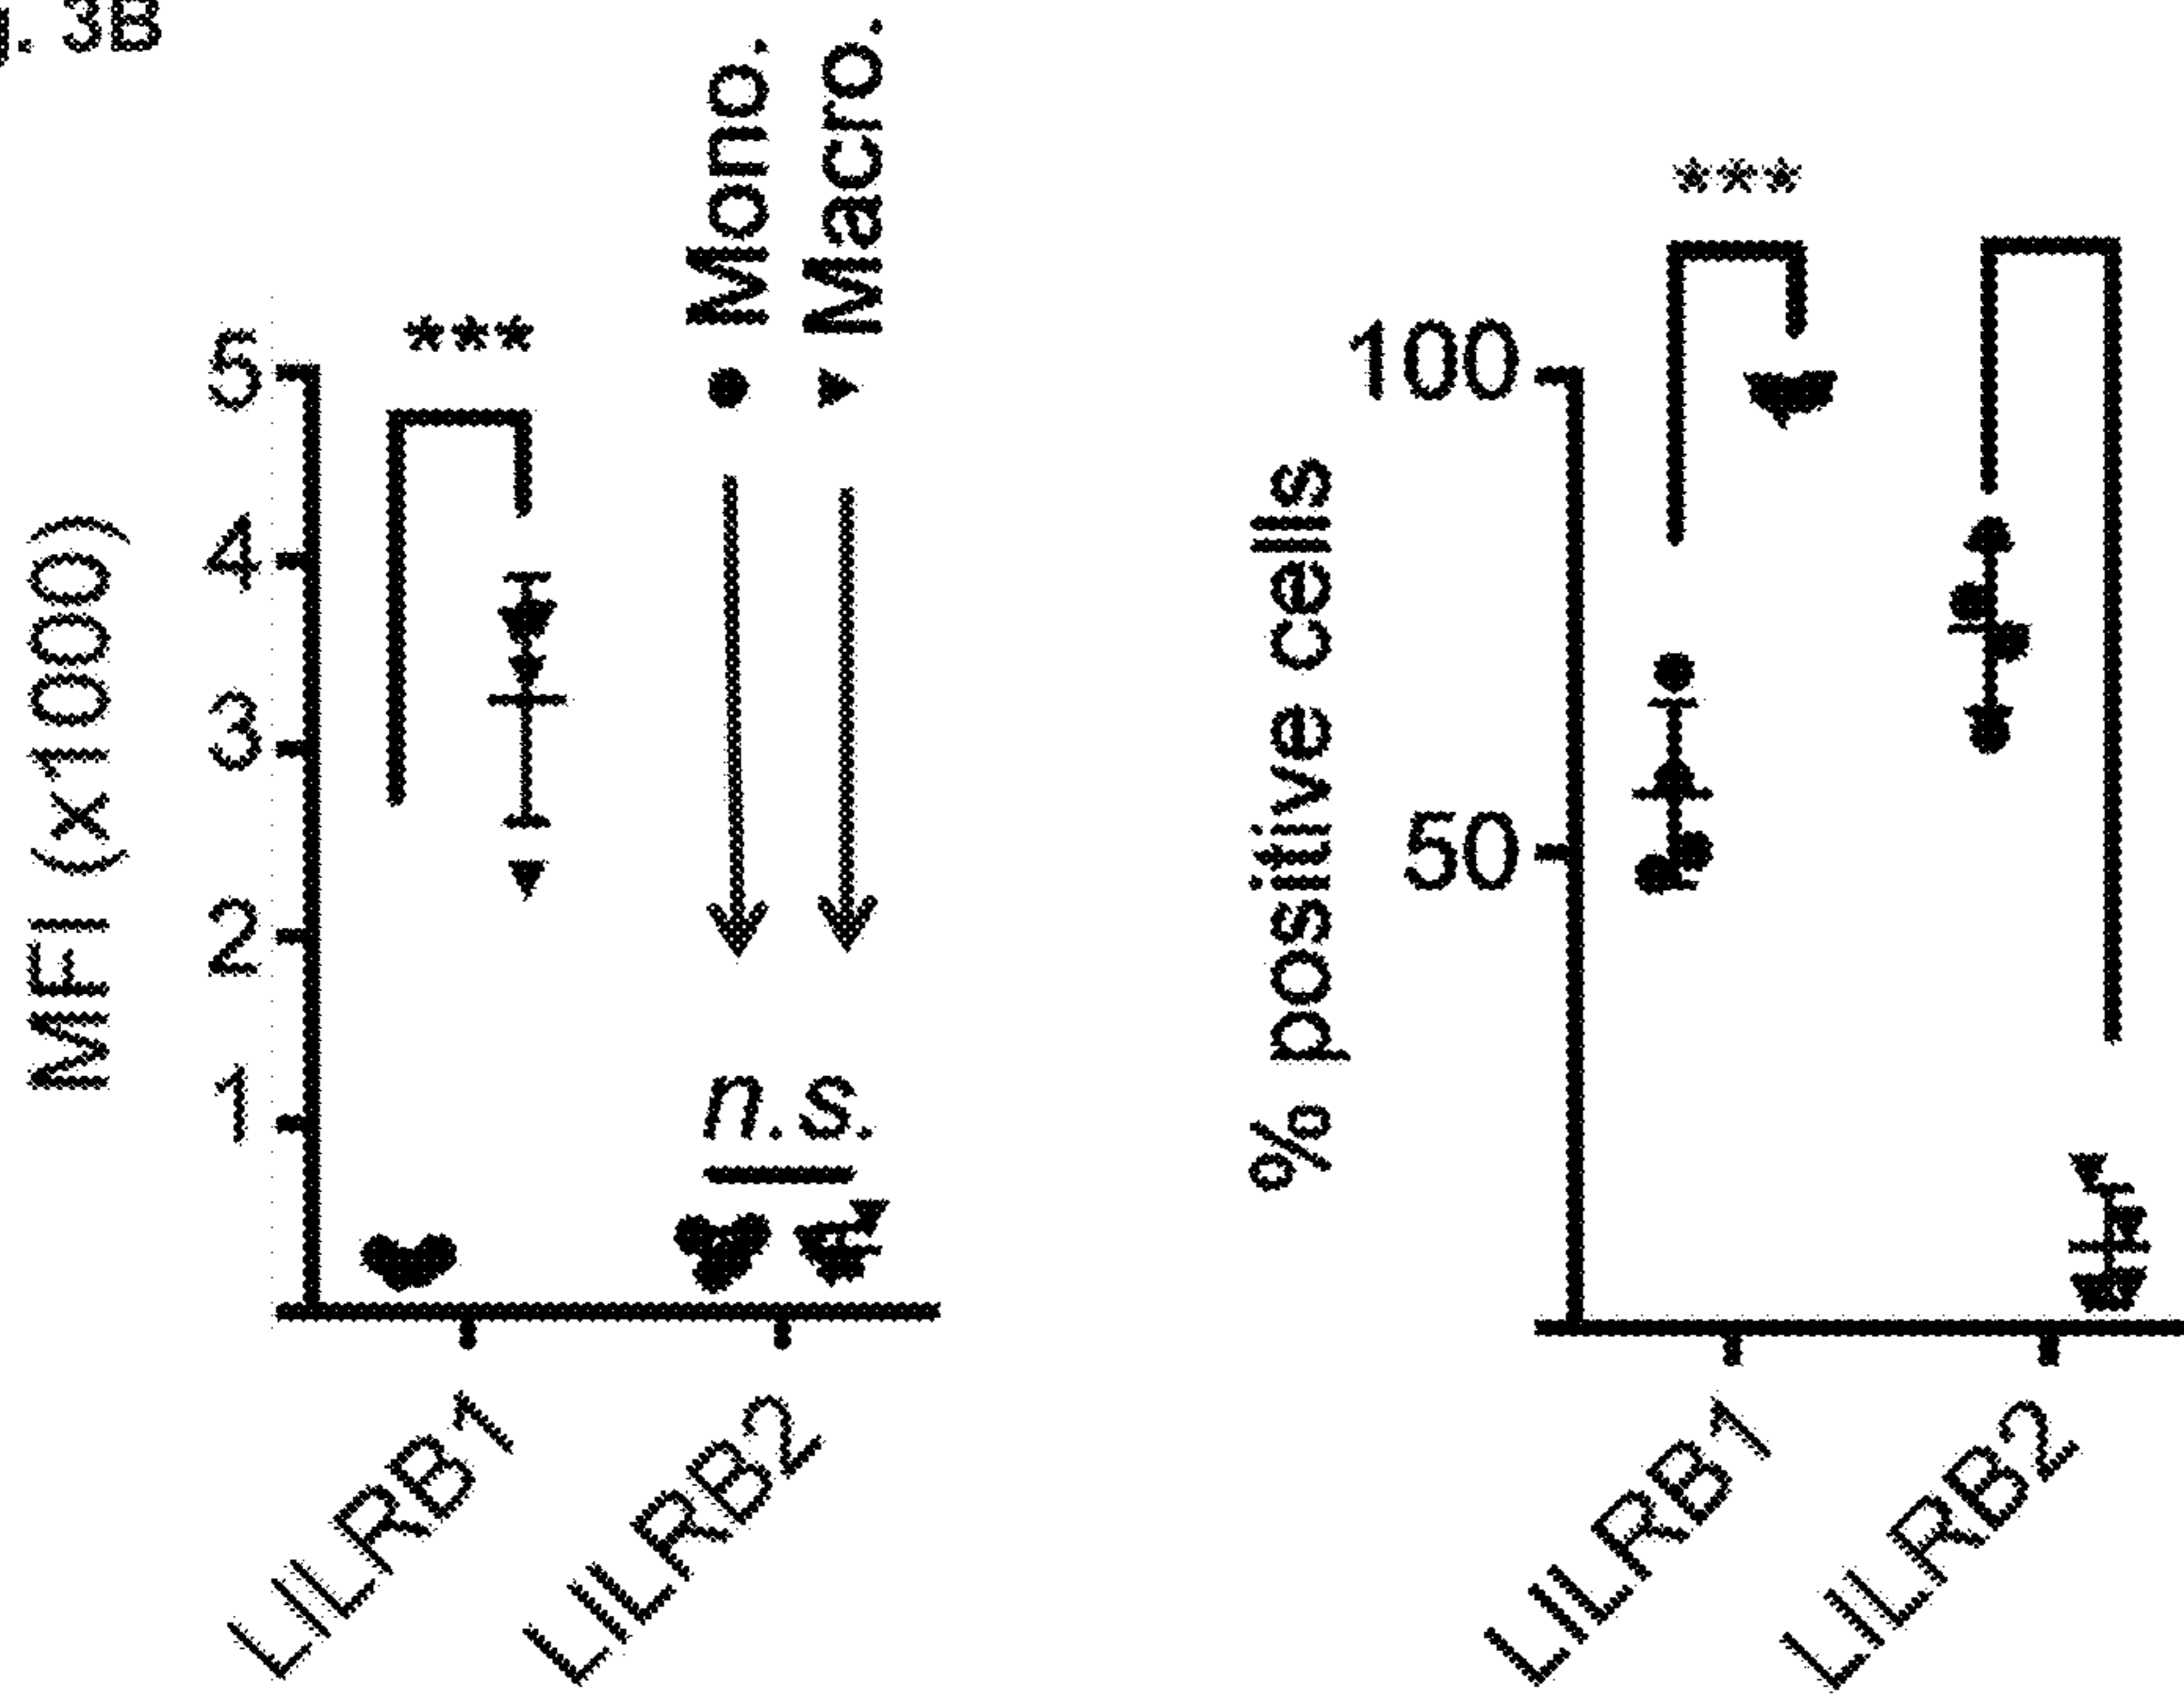 . 3B
Mono.
Macro.
MFI (x1000)
5
4
3
2
1
***
n.s.
LILRB1
LILRB2
% positive cells
100
50
***
LILRB1
LILRB2